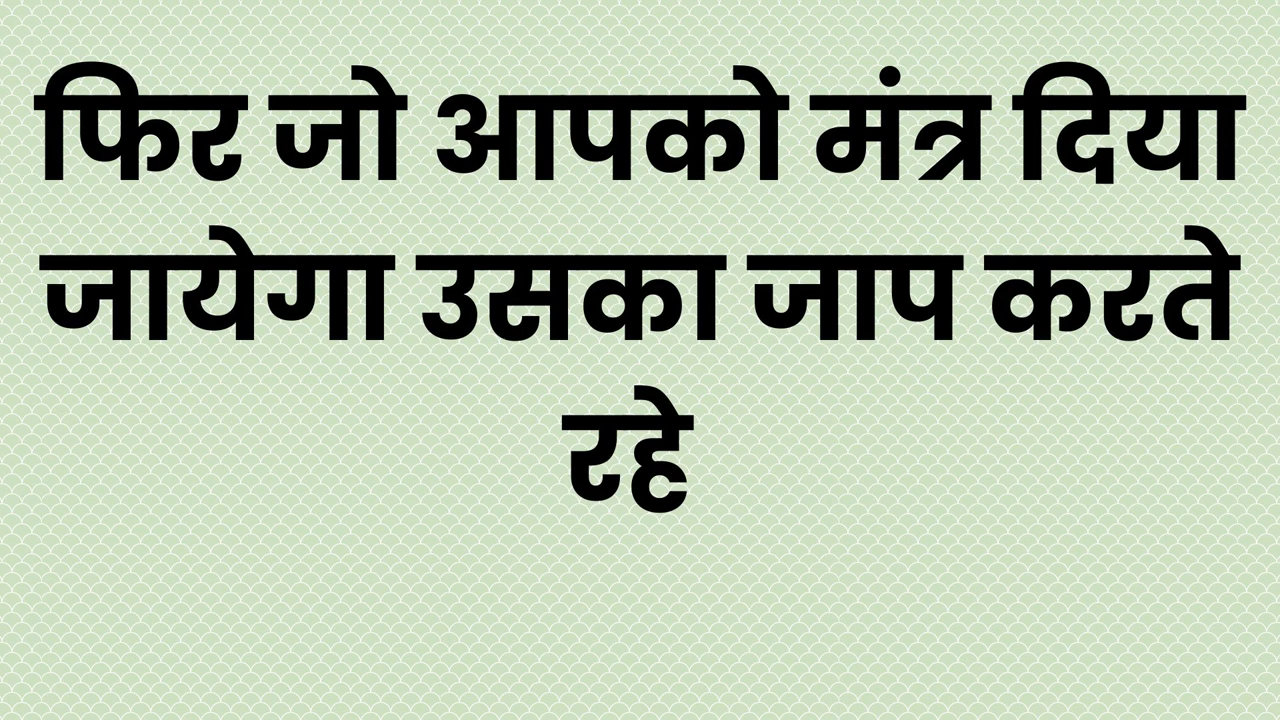 फिर जो आपको मंत्र दिया
जायेगा उसका जाप करते
रहे